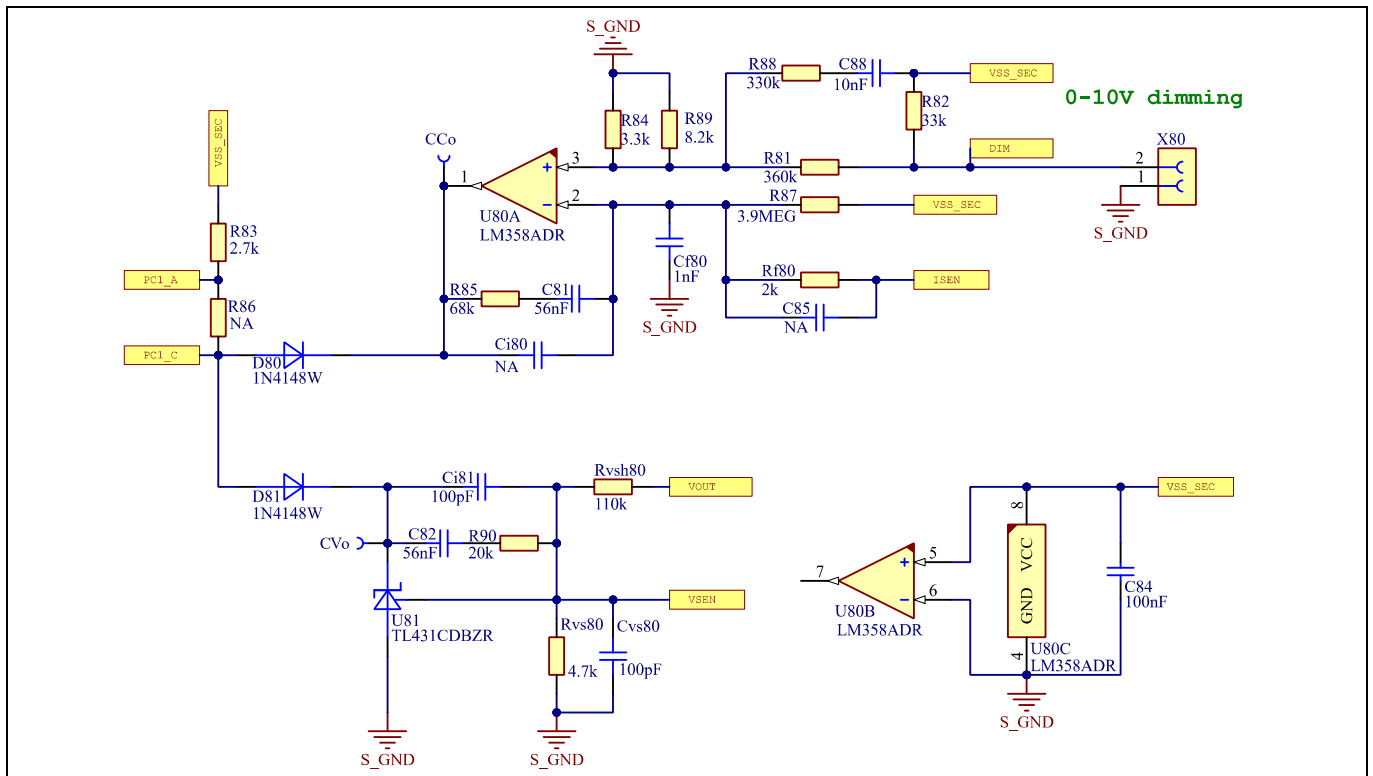 S_GND
R88
330k
C88
10nF
VSS_SEC
0-10V dimming
R82
33k
R84
3.3k
R89
8.2k
VSS_SEC
CCo
DIM
X80
3
+
1
2
-
U80A
LM358ADR
R81
360k
R87
3.9MEG
VSS_SEC
2
1
S_GND
R83
2.7k
PC1_A
R86
NA
PC1_C
Cf80
1nF
S_GND
Rf80
2k
ISEN
C85
NA
R85
68k
C81
56nF
Ci80
NA
D80
1N4148W
D81
1N4148W
Ci81
100pF
Rvsh80
110k
VOUT
CVo
C82
56nF
R90
20k
U81
TL431CDBZR
VSEN
Rvs80
4.7k
Cvs80
100pF
S_GND
S_GND
VSS_SEC
8
VCC
GND
4
5
+
7
6
-
U80B
LM358ADR
C84
100nF
U80C
LM358ADR
S_GND